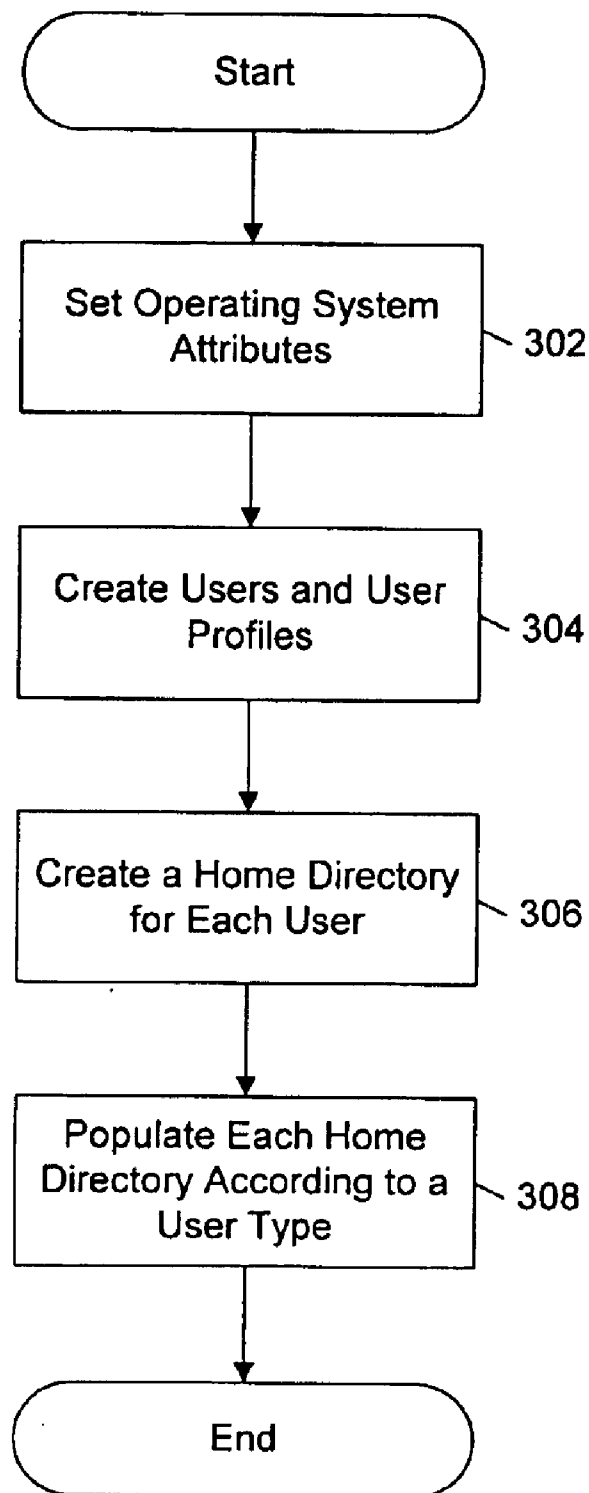 Start
Set Operating System
Attributes
302
Create Users and User
Profiles
304
Create a Home Directory
for Each User
306
Populate Each Home
Directory According to a
User Type
308
End